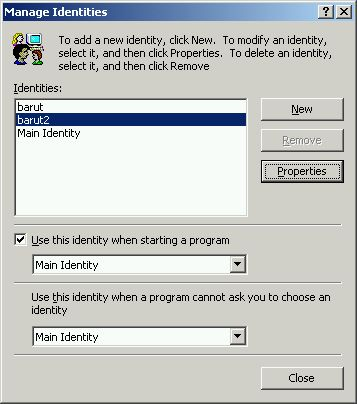 Manage Identities
To add a new identity, click New. To modify an identity,
select it, and then click Properties. To delete an identity,
select it, and then click Remove
Identities:
barut
barut2
Main Identity
New
Remove
Properties
Use this identity when starting a program
Main Identity
Use this identity when a program cannot ask you to choose an
identity
Main Identity
Close